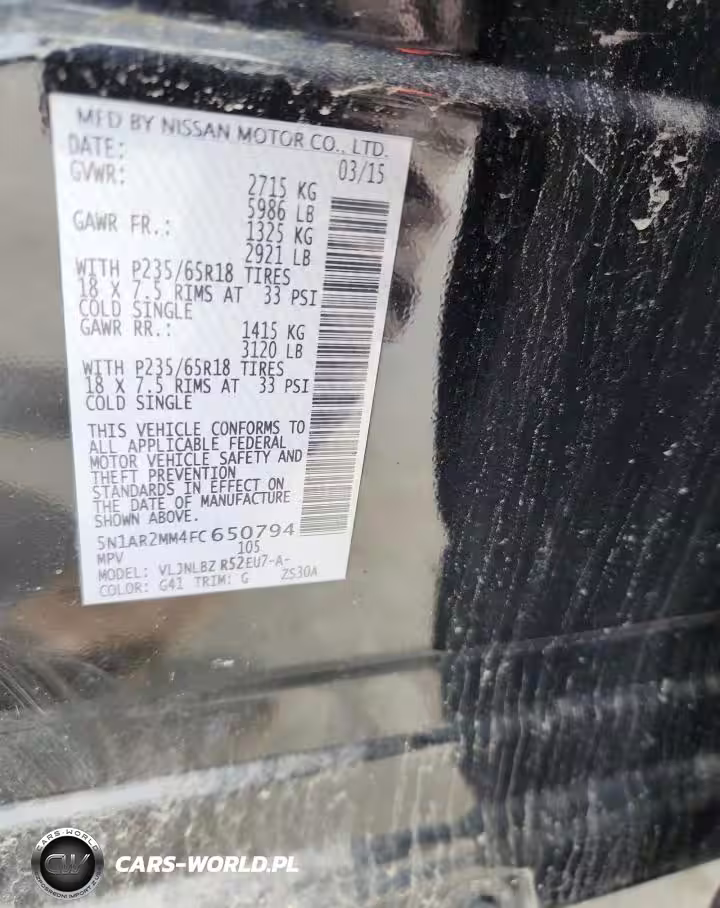 MFD BY NISSAN MOTOR CO., LTD.
DATE: 03/15
GVWR: 2715 KG
5986 LB
GAWR FR.: 1325 KG
2921 LB
WITH P235/65R18 TIRES
18 X 7.5 RIMS AT 33 PSI
COLD SINGLE
GAWR RR.: 1415 KG
3120 LB
WITH P235/65R18 TIRES
18 X 7.5 RIMS AT 33 PSI
COLD SINGLE
THIS VEHICLE CONFORMS TO
ALL APPLICABLE FEDERAL
MOTOR VEHICLE SAFETY AND
THEFT PREVENTION
STANDARDS IN EFFECT ON
THE DATE OF MANUFACTURE
SHOWN ABOVE.
5N1AR2MM4FC650794
MPV 105
MODEL: VLJNLBZ R52EU7-A-
COLOR: G41 TRIM: G ZS30A
CARS-WORLD
CW
CARS-WORLD.PL